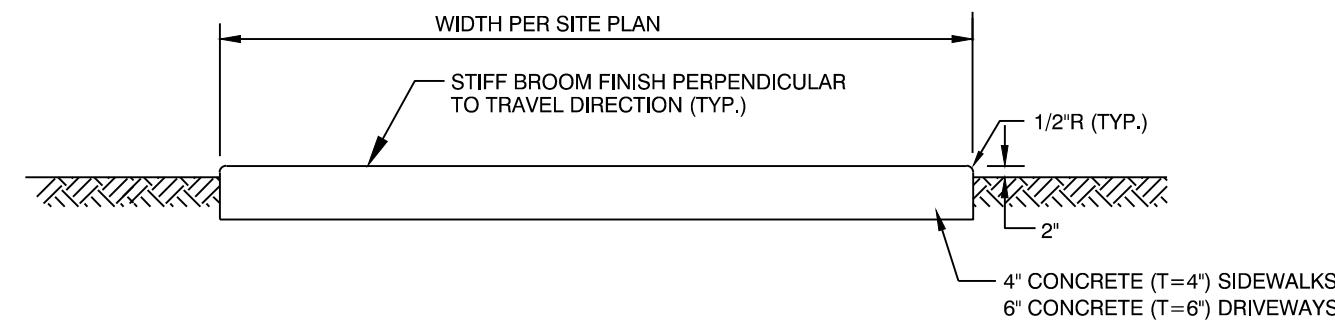 WIDTH PER SITE PLAN
STIFF BROOM FINISH PERPENDICULAR
TO TRAVEL DIRECTION (TYP.)
1/2"R (TYP.)
2"
4" CONCRETE (T=4") SIDEWALKS
6" CONCRETE (T=6") DRIVEWAYS